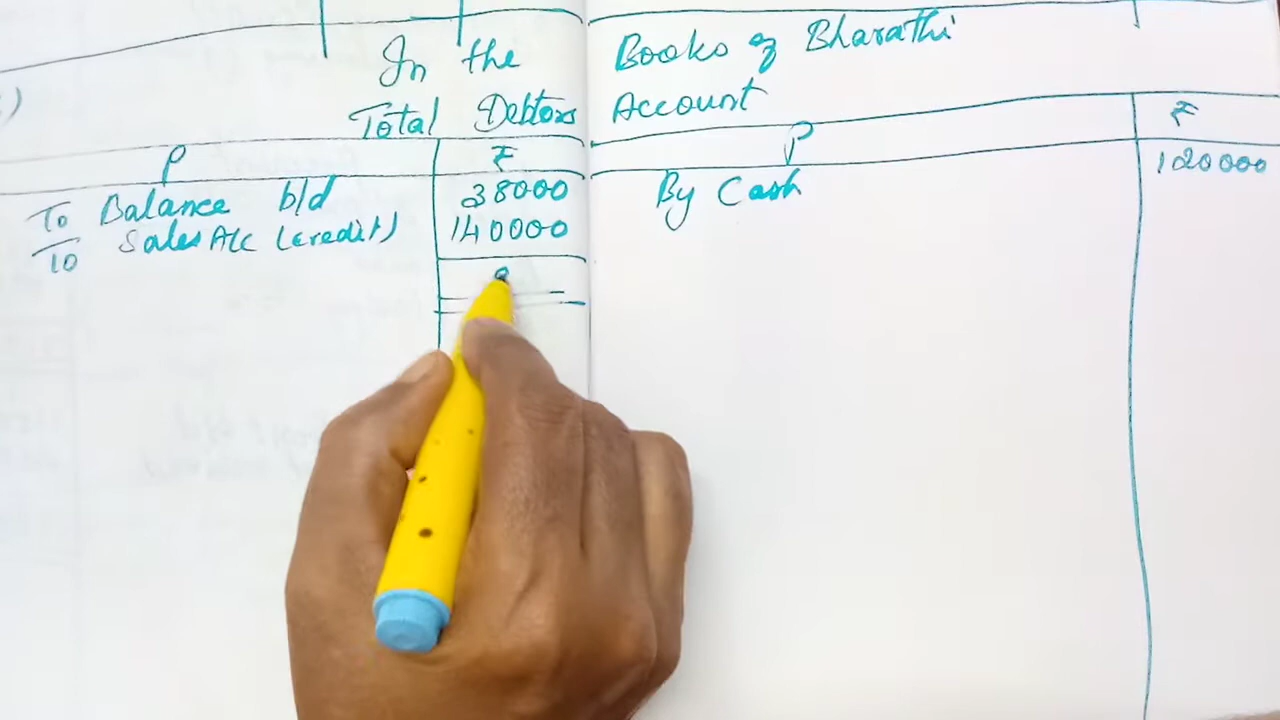 In the Books of Bharathi
Total Debtors Account
P ₹ P ₹
To Balance b/d 38000 By Cash 120000
To Sales A/c (credit) 140000